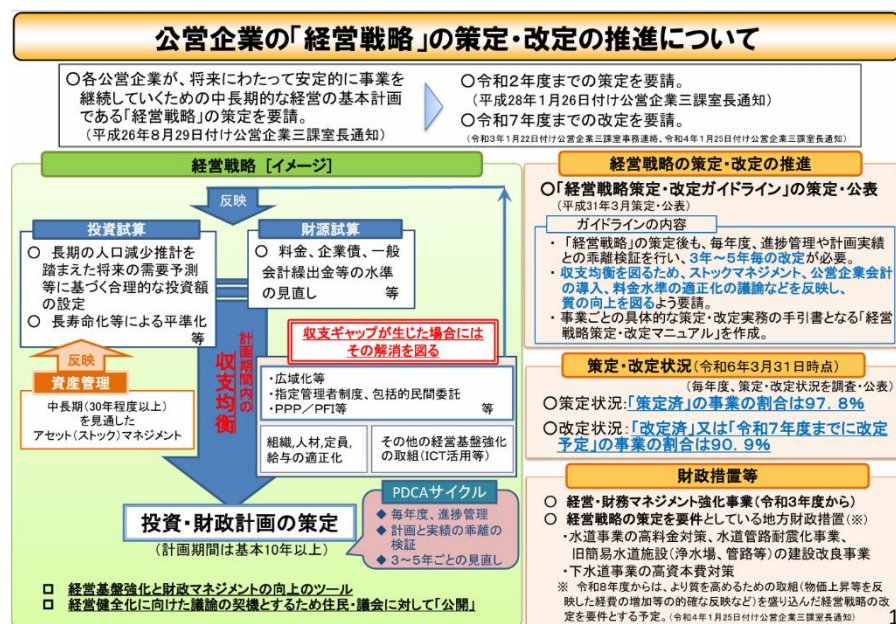 公営企業の「経営戦略」の策定・改定の推進について
〇各公営企業が、将来にわたって安定的に事業を
継続していくための中長期的な経営の基本計画
である「経営戦略」の策定を要請。
(平成26年8月29日付け公営企業三課室長通知)
〇令和2年度までの策定を要請。
(平成28年1月26日付け公営企業三課室長通知)
〇令和7年度までの改定を要請。
(令和3年1月22日付け公営企業三課室事務連絡、令和4年1月25日付け公営企業三課室長通知)
経営戦略 [イメージ]
反映
投資試算
〇 長期の人口減少推計を
踏まえた将来の需要予測
等に基づく合理的な投資額
の設定
〇 長寿命化等による平準化
等
財源試算
〇 料金、企業債、一般
会計繰出金等の水準
の見直し 等
反映
資産管理
中長期(30年程度以上)
を見通した
アセット(ストック)マネジメント
計画期間内の
収支均衡
収支ギャップが生じた場合には
その解消を図る
・広域化等
・指定管理者制度、包括的民間委託
・PPP/PFI等 等
組織,人材,定員,
給与の適正化
その他の経営基盤強化
の取組(ICT活用等)
投資・財政計画の策定
(計画期間は基本10年以上)
PDCAサイクル
◆ 毎年度、進捗管理
◆ 計画と実績の乖離の
検証
◆ 3~5年ごとの見直し
□ 経営基盤強化と財政マネジメントの向上のツール
□ 経営健全化に向けた議論の契機とするため住民・議会に対して「公開」
経営戦略の策定・改定の推進
〇「経営戦略策定・改定ガイドライン」の策定・公表
(平成31年3月策定・公表)
ガイドラインの内容
・ 「経営戦略」の策定後も、毎年度、進捗管理や計画実績
との乖離検証を行い、3年~5年毎の改定が必要。
・ 収支均衡を図るため、ストックマネジメント、公営企業会計
の導入、料金水準の適正化の議論などを反映し、
質の向上を図るよう要請。
・ 事業ごとの具体的な策定・改定実務の手引書となる「経営
戦略策定・改定マニュアル」を作成。
策定・改定状況(令和6年3月31日時点)
(毎年度、策定・改定状況を調査・公表)
〇策定状況:「策定済」の事業の割合は97.8%
〇改定状況:「改定済」又は「令和7年度までに改定
予定」の事業の割合は90.9%
財政措置等
〇 経営・財務マネジメント強化事業(令和3年度から)
〇 経営戦略の策定を要件としている地方財政措置(※)
・水道事業の高料金対策、水道管路耐震化事業、
旧簡易水道施設(浄水場、管路等)の建設改良事業
・下水道事業の高資本費対策
※ 令和8年度からは、より質を高めるための取組(物価上昇等を反
映した経費の増加等の的確な反映など)を盛り込んだ経営戦略の改
定を要件とする予定。(令和4年1月25日付け公営企業三課室長通知)
1